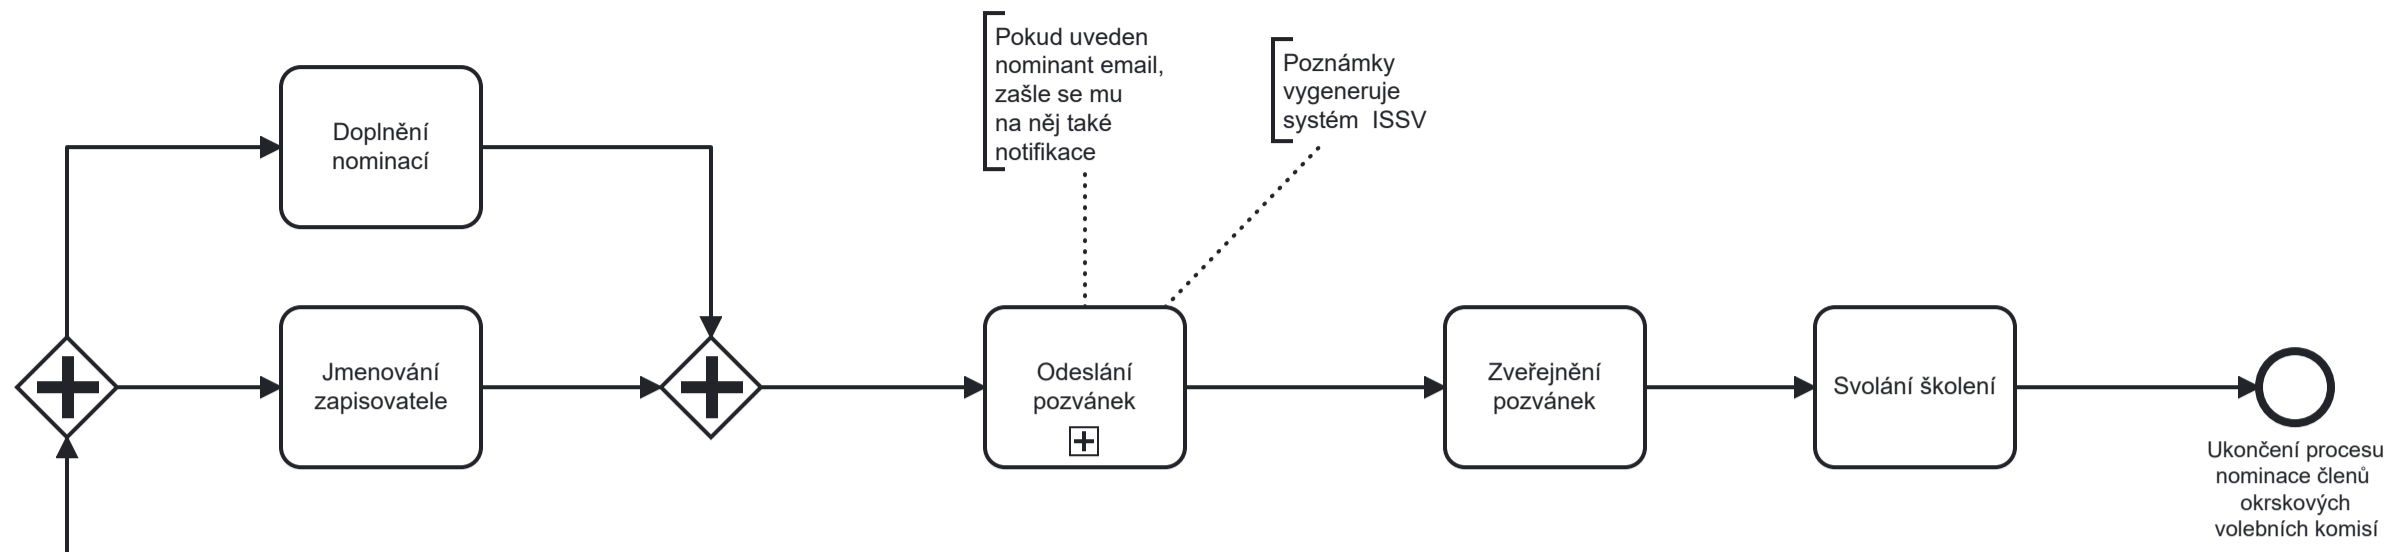 Pokud uveden
nominant email,
zašle se mu
na něj také
notifikace
Poznámky
vygeneruje
systém  ISSV
Doplnění
nominací
Jmenování
zapisovatele
Odeslání
pozvánek
Zveřejnění
pozvánek
Svolání školení
Ukončení procesu
nominace členů
okrskových
volebních komisí